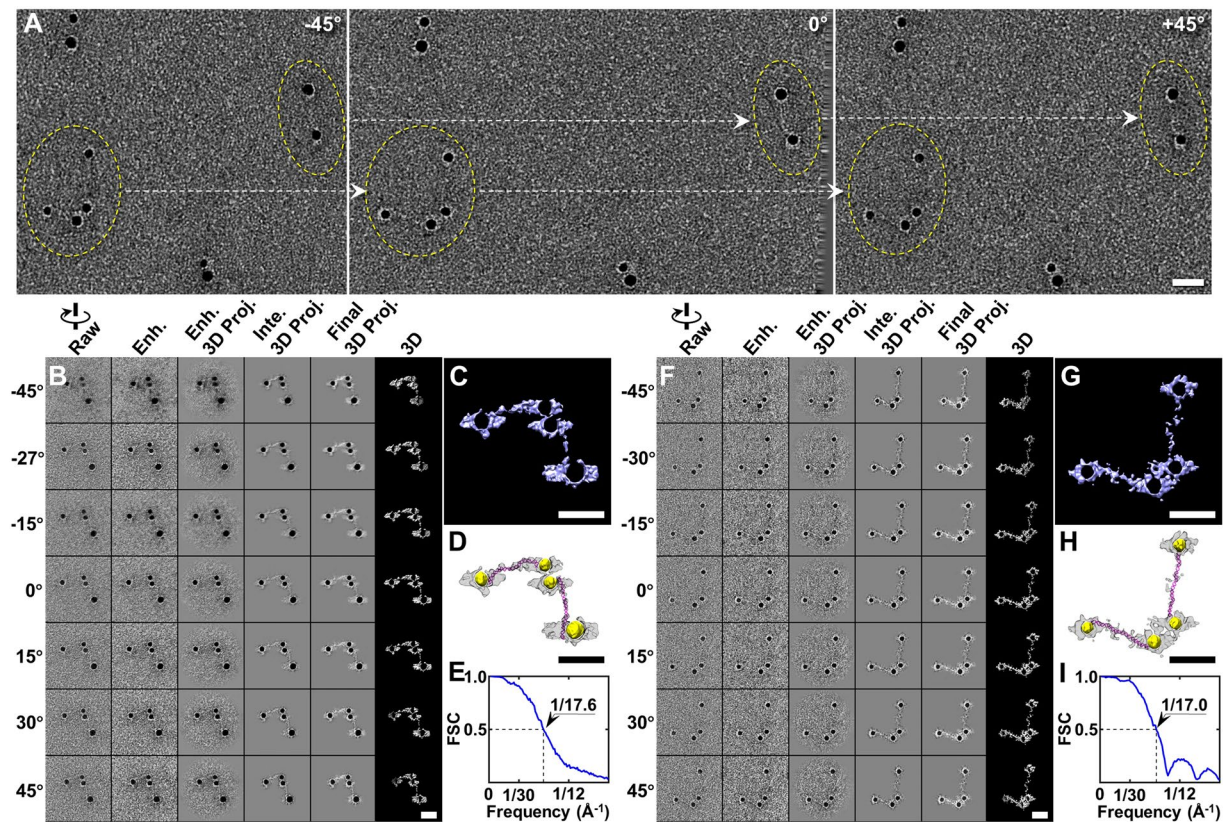 A -45° 0° +45°
Raw Enh. Enh. 3D Proj. Inte. 3D Proj. Final 3D Proj. 3D
B
-45°
-27°
-15°
0°
15°
30°
45°
C
D
E
1.0
1/17.6
0.5
FSC
0 1/30 1/12
Frequency (Å⁻¹)
Raw Enh. Enh. 3D Proj. Inte. 3D Proj. Final 3D Proj. 3D
F
-45°
-30°
-15°
0°
15°
30°
45°
G
H
I
1.0
1/17.0
0.5
FSC
0 1/30 1/12
Frequency (Å⁻¹)